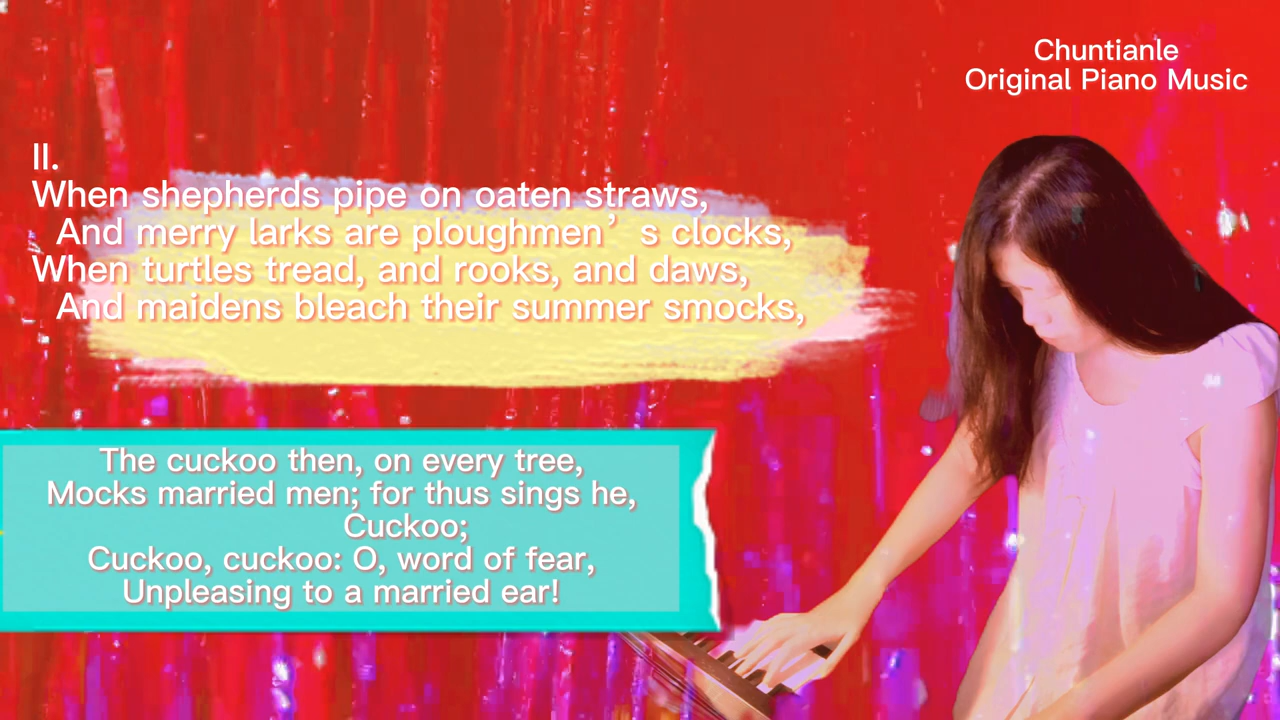 Chuntianle
Original Piano Music
II.
When shepherds pipe on oaten straws,
And merry larks are ploughmen’s clocks,
When turtles tread, and rooks, and daws,
And maidens bleach their summer smocks,
The cuckoo then, on every tree,
Mocks married men; for thus sings he,
Cuckoo;
Cuckoo, cuckoo: O, word of fear,
Unpleasing to a married ear!